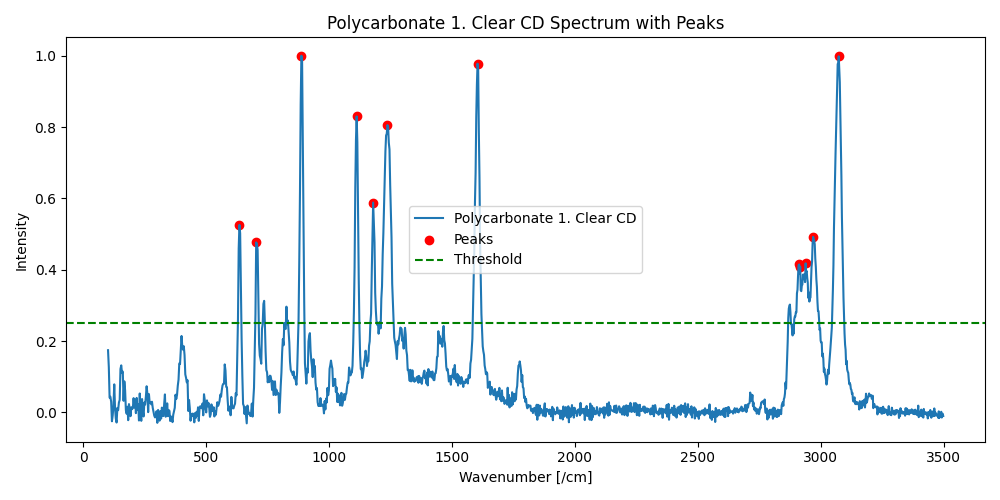 Polycarbonate 1. Clear CD Spectrum with Peaks
1.0
0.8
0.6
0.4
0.2
0.0
Intensity
Polycarbonate 1. Clear CD
Peaks
Threshold
0
500
1000
1500
2000
2500
3000
3500
Wavenumber [/cm]